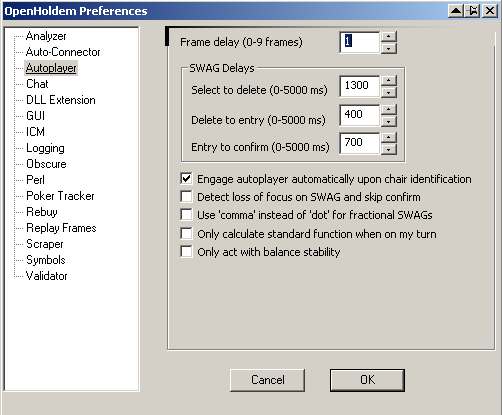 OpenHoldem Preferences
Analyzer
Auto-Connector
Autoplayer
Chat
DLL Extension
GUI
ICM
Logging
Obscure
Perl
Poker Tracker
Rebuy
Replay Frames
Scraper
Symbols
Validator
Frame delay (0-9 frames) 1
SWAG Delays
Select to delete (0-5000 ms) 1300
Delete to entry (0-5000 ms) 400
Entry to confirm (0-5000 ms) 700
Engage autoplayer automatically upon chair identification
Detect loss of focus on SWAG and skip confirm
Use 'comma' instead of 'dot' for fractional SWAGs
Only calculate standard function when on my turn
Only act with balance stability
Cancel OK